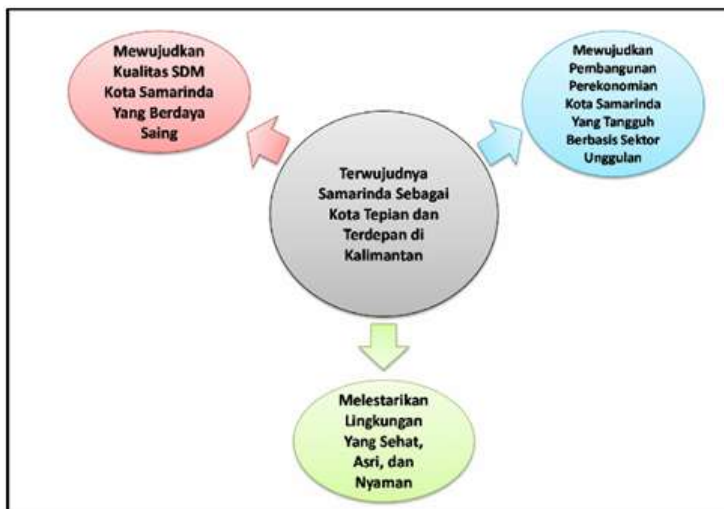 Mewujudkan
Kualitas SDM
Kota Samarinda
Yang Berdaya
Saing
Mewujudkan
Pembangunan
Perekonomian
Kota Samarinda
Yang Tangguh
Berbasis Sektor
Unggulan
Terwujudnya
Samarinda Sebagai
Kota Tepian dan
Terdepan di
Kalimantan
Melestarikan
Lingkungan
Yang Sehat,
Asri, dan
Nyaman